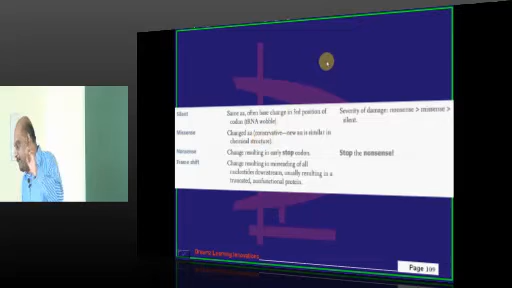 Silent
Same aa, often base change in 3rd position of
codon (tRNA wobble).
Severity of damage: nonsense > missense >
silent.
Missense
Changed aa (conservative—new aa is similar in
chemical structure).
Nonsense
Change resulting in early stop codon.
Stop the nonsense!
Frame shift
Change resulting in misreading of all
nucleotides downstream, usually resulting in a
truncated, nonfunctional protein.
Dreams Learning Innovations
Page 109